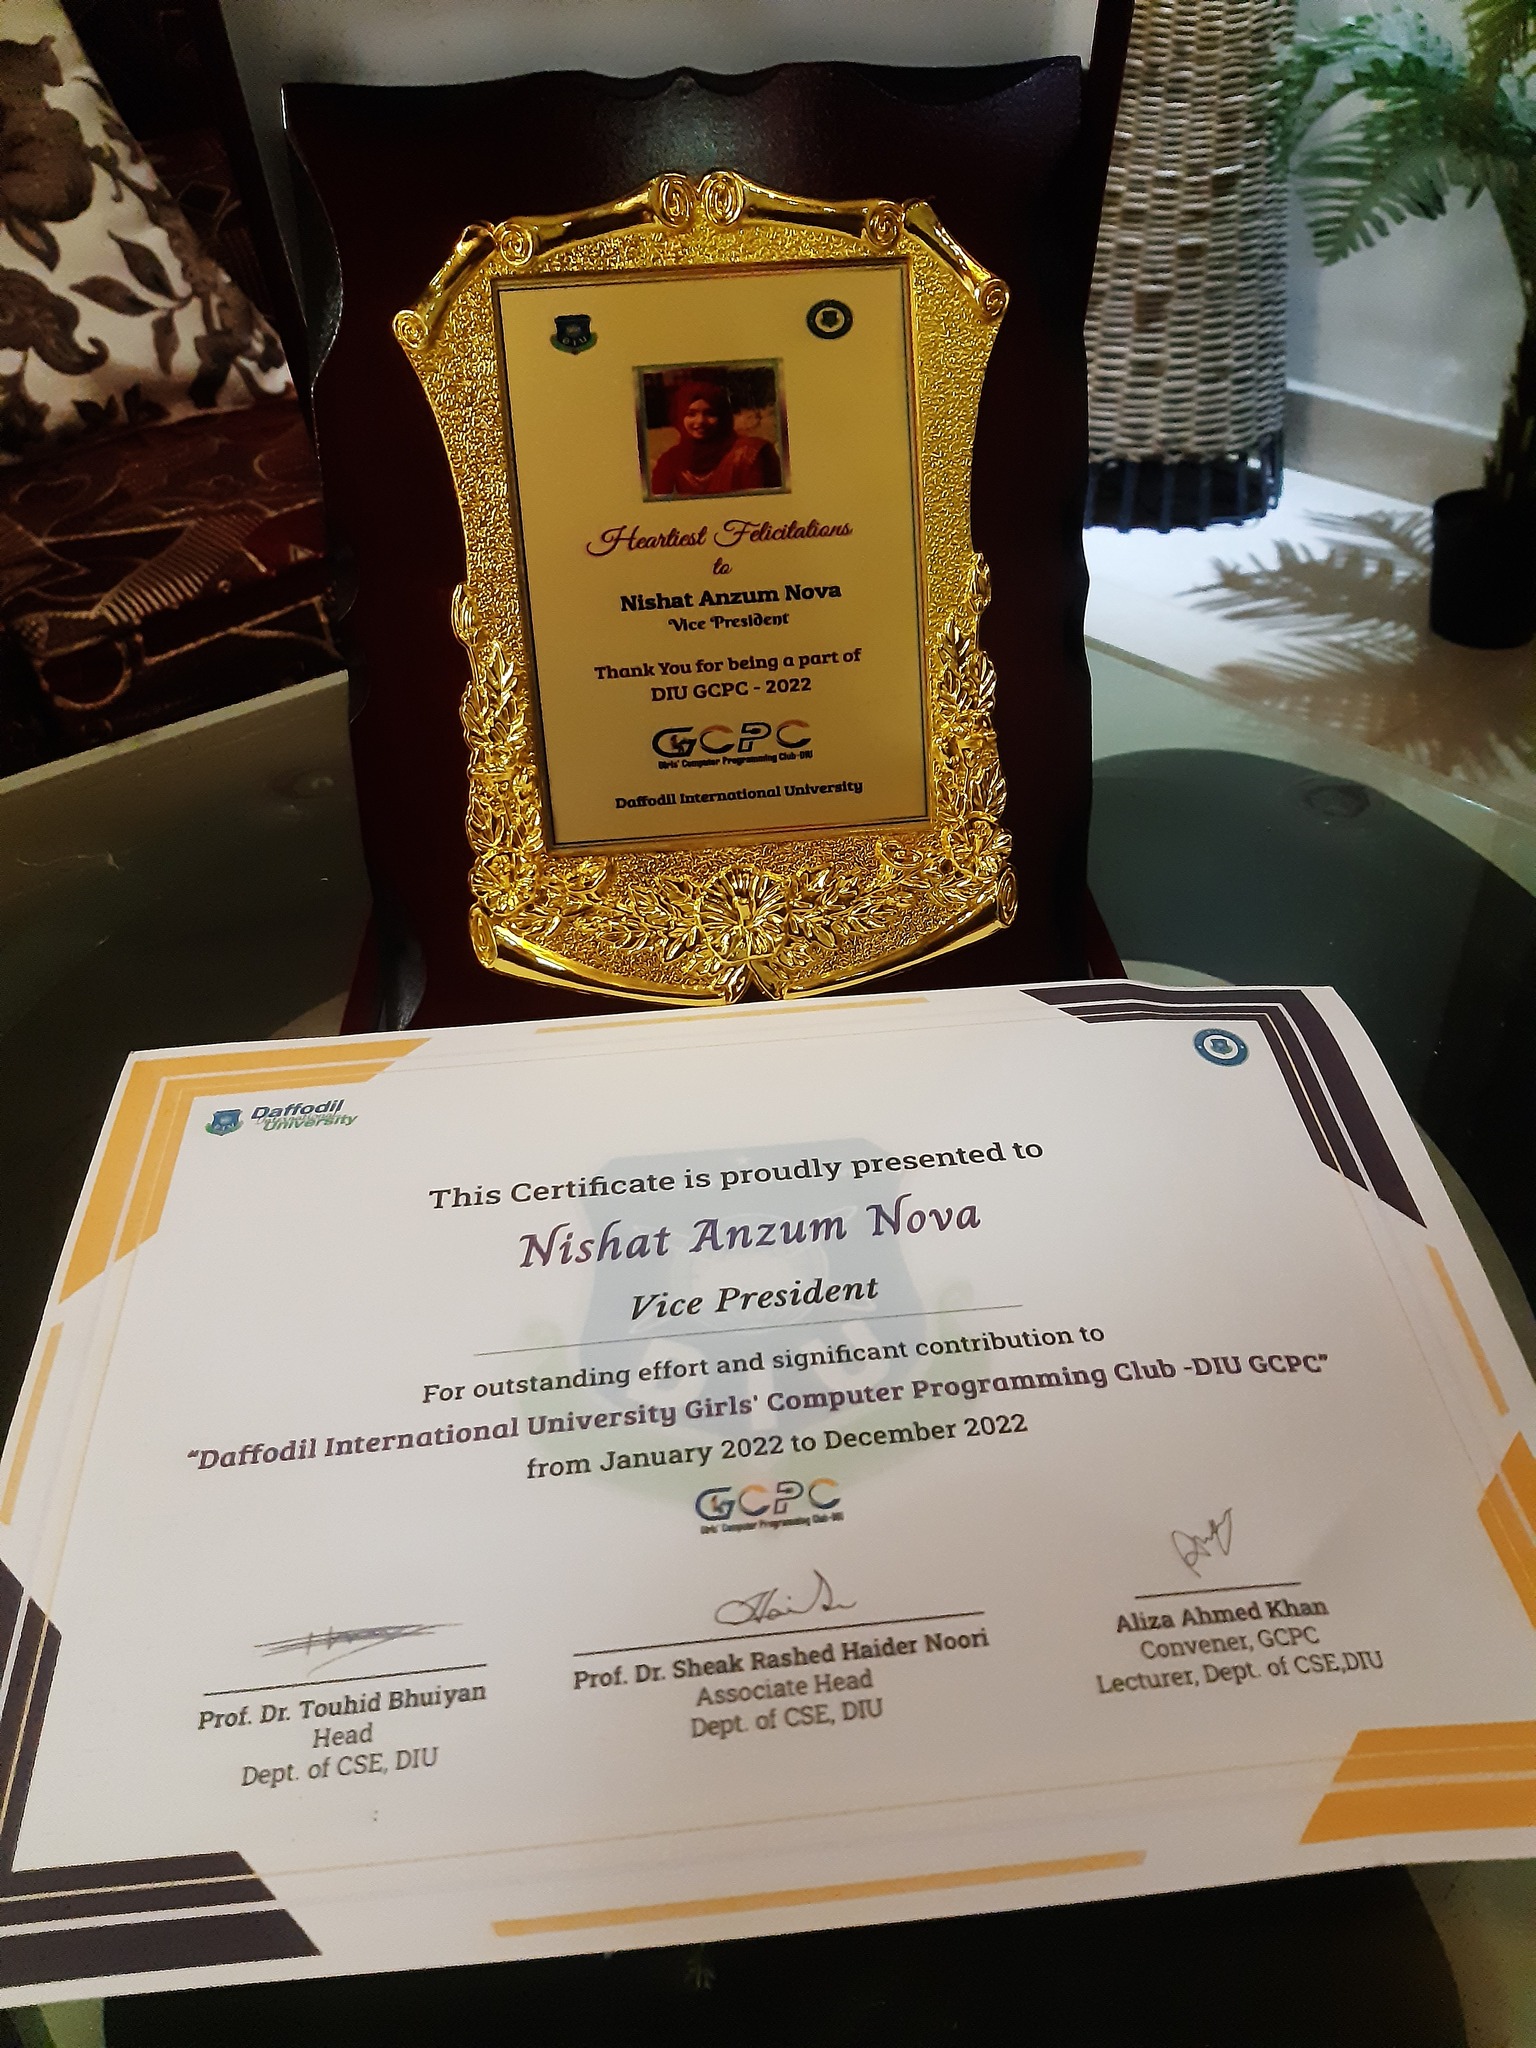 DIU
Heartiest Felicitations
to
Nishat Anzum Nova
Vice President
Thank You for being a part of
DIU GCPC - 2022
GCPC
Girls' Computer Programming Club-DIU
Daffodil International University
Daffodil
International
University
This Certificate is proudly presented to
Nishat Anzum Nova
Vice President
For outstanding effort and significant contribution to
“Daffodil International University Girls' Computer Programming Club -DIU GCPC”
from January 2022 to December 2022
GCPC
Girls' Computer Programming Club-DIU
Prof. Dr. Touhid Bhuiyan
Head
Dept. of CSE, DIU
Prof. Dr. Sheak Rashed Haider Noori
Associate Head
Dept. of CSE, DIU
Aliza Ahmed Khan
Convener, GCPC
Lecturer, Dept. of CSE,DIU